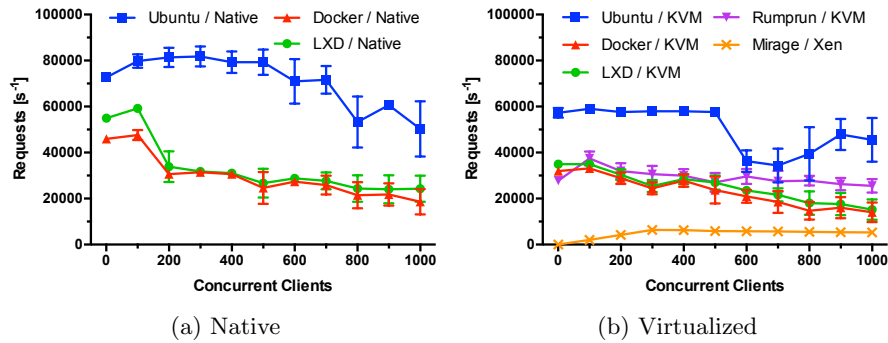 Ubuntu / Native
Docker / Native
LXD / Native
100000
80000
60000
40000
20000
0
Requests [s⁻¹]
0 200 400 600 800 1000
Concurrent Clients
(a) Native
Ubuntu / KVM
Rumprun / KVM
Docker / KVM
Mirage / Xen
LXD / KVM
100000
80000
60000
40000
20000
0
Requests [s⁻¹]
0 200 400 600 800 1000
Concurrent Clients
(b) Virtualized